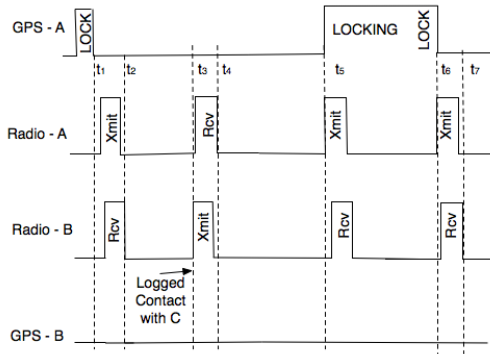 GPS - A
LOCK
LOCKING
LOCK
t1
t2
t3
t4
t5
t6
t7
Radio - A
Xmit
Rcv
Xmit
Xmit
Radio - B
Rcv
Xmit
Rcv
Rcv
Logged
Contact
with C
GPS - B